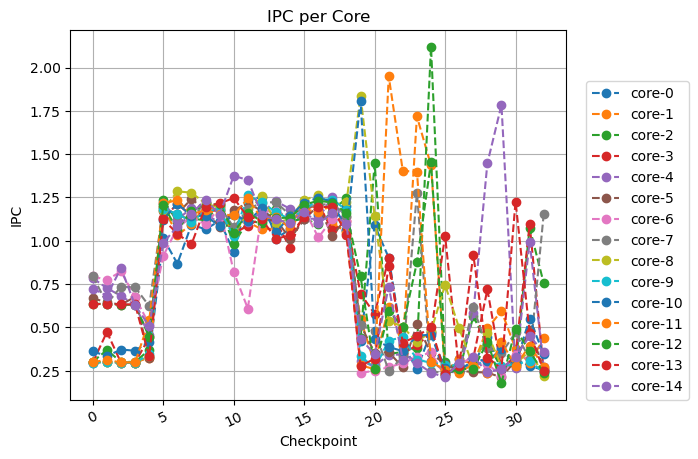 IPC per Core
IPC
2.00
1.75
1.50
1.25
1.00
0.75
0.50
0.25
0
5
10
15
20
25
30
Checkpoint
core-0
core-1
core-2
core-3
core-4
core-5
core-6
core-7
core-8
core-9
core-10
core-11
core-12
core-13
core-14